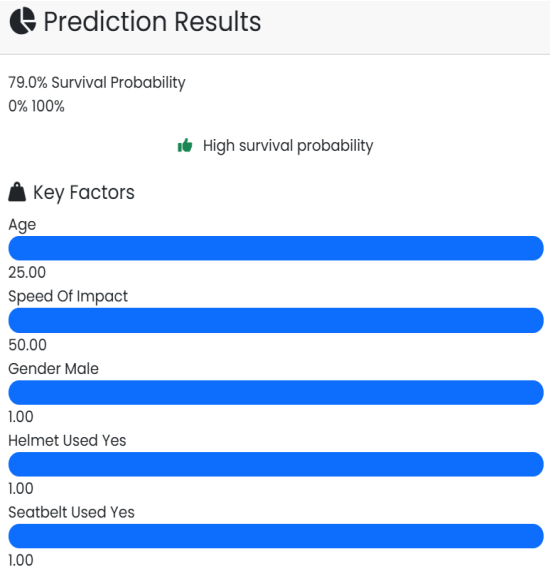 Prediction Results
79.0% Survival Probability
0% 100%
High survival probability
Key Factors
Age
25.00
Speed Of Impact
50.00
Gender Male
1.00
Helmet Used Yes
1.00
Seatbelt Used Yes
1.00